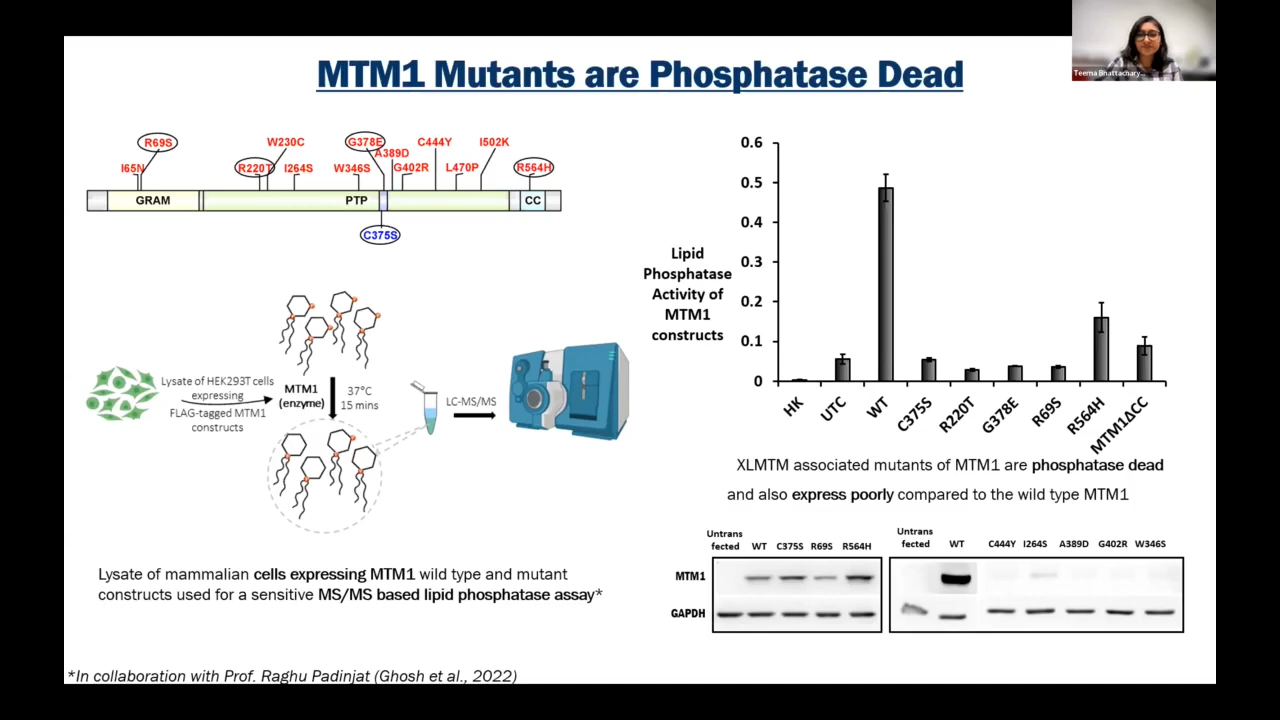 Teema Bhattachary...
MTM1 Mutants are Phosphatase Dead
R69S
W230C
G378E
C444Y
I502K
A389D
I65N
R220T
I264S
W346S
G402R
L470P
R564H
GRAM
PTP
CC
C375S
Lysate of HEK293T cells
expressing
FLAG-tagged MTM1
constructs
MTM1
(enzyme)
37°C
15 mins
LC-MS/MS
Lysate of mammalian cells expressing MTM1 wild type and mutant
constructs used for a sensitive MS/MS based lipid phosphatase assay*
Lipid
Phosphatase
Activity of
MTM1
constructs
0.6
0.5
0.4
0.3
0.2
0.1
0
HK
UTC
WT
C375S
R220T
G378E
R69S
R564H
MTM1ΔCC
XLMTM associated mutants of MTM1 are phosphatase dead
and also express poorly compared to the wild type MTM1
Untrans
fected WT C375S R69S R564H
Untrans
fected WT C444Y I264S A389D G402R W346S
MTM1
GAPDH
*In collaboration with Prof. Raghu Padinjat (Ghosh et al., 2022)